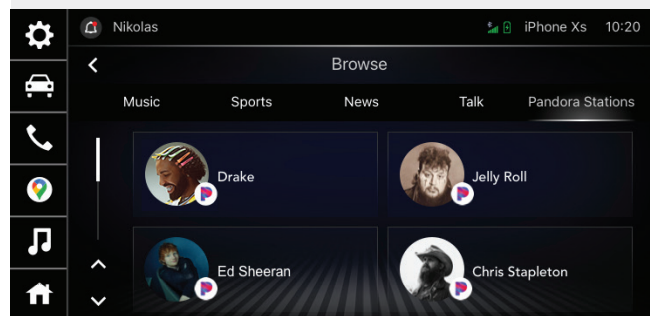 Nikolas iPhone Xs 10:20
Browse
Music Sports News Talk Pandora Stations
Drake Jelly Roll
Ed Sheeran Chris Stapleton